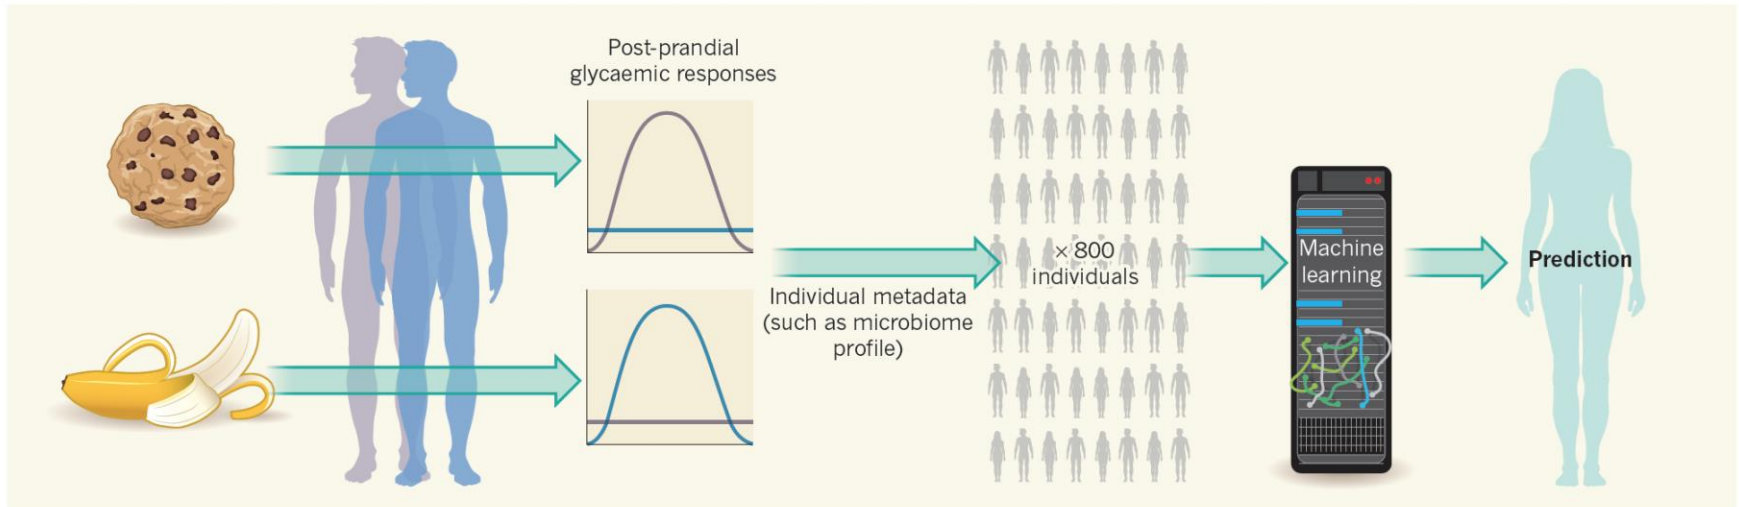 Post-prandial
glycaemic responses
Individual metadata
(such as microbiome
profile)
× 800
individuals
Machine
learning
Prediction